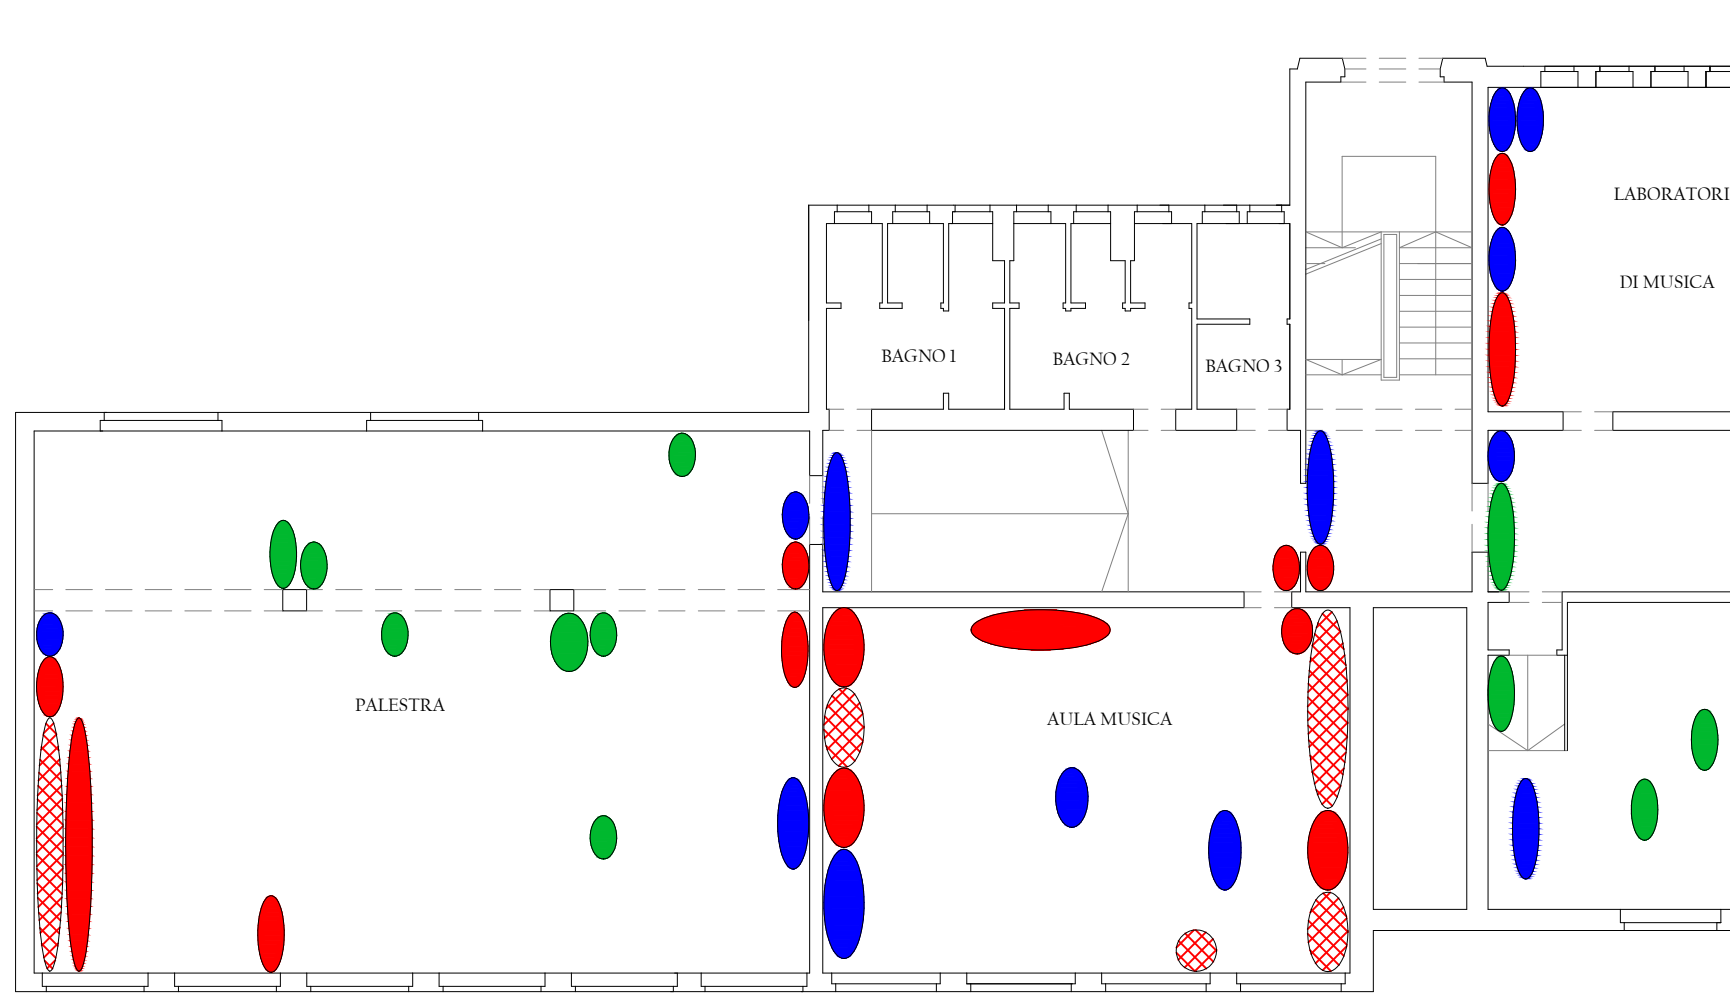 LABORATORI
DI MUSICA
BAGNO 1
BAGNO 2
BAGNO 3
PALESTRA
AULA MUSICA